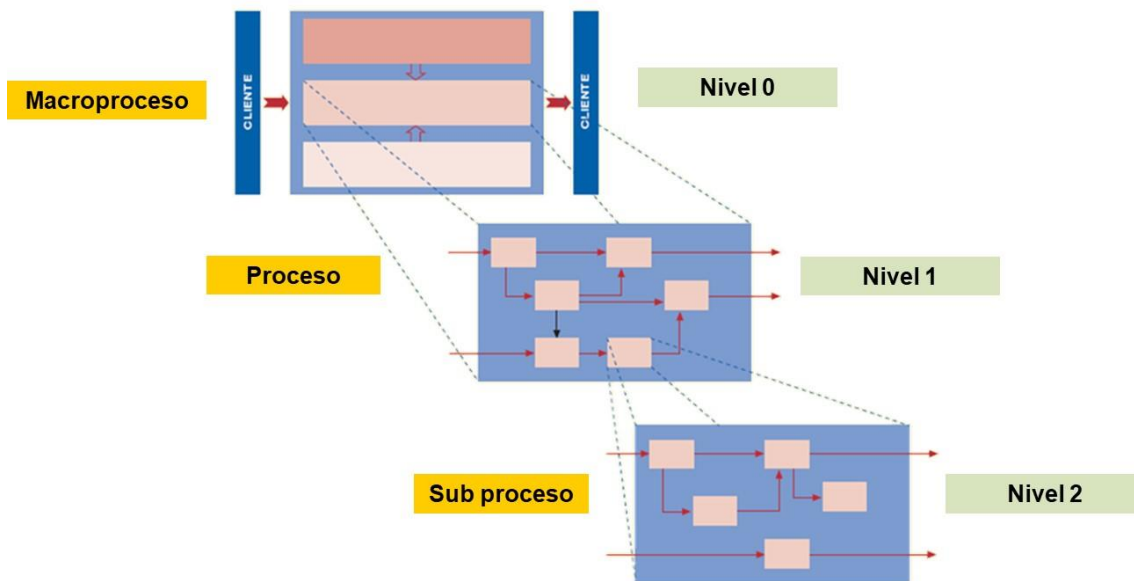 Macroproceso
CLIENTE
CLIENTE
Nivel 0
Proceso
Nivel 1
Sub proceso
Nivel 2